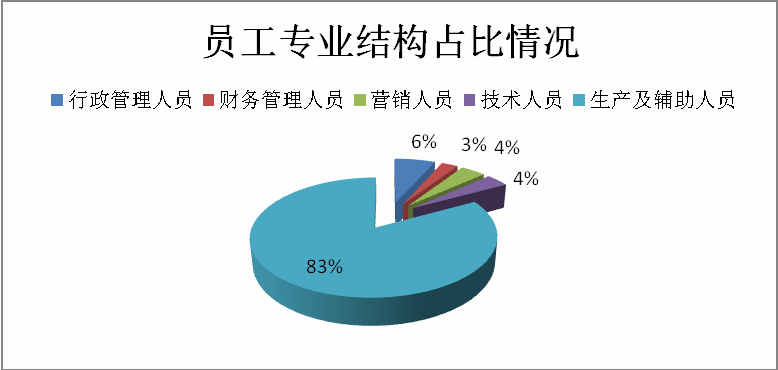 员工专业结构占比情况
行政管理人员 财务管理人员 营销人员 技术人员 生产及辅助人员
6% 3% 4%
4%
83%